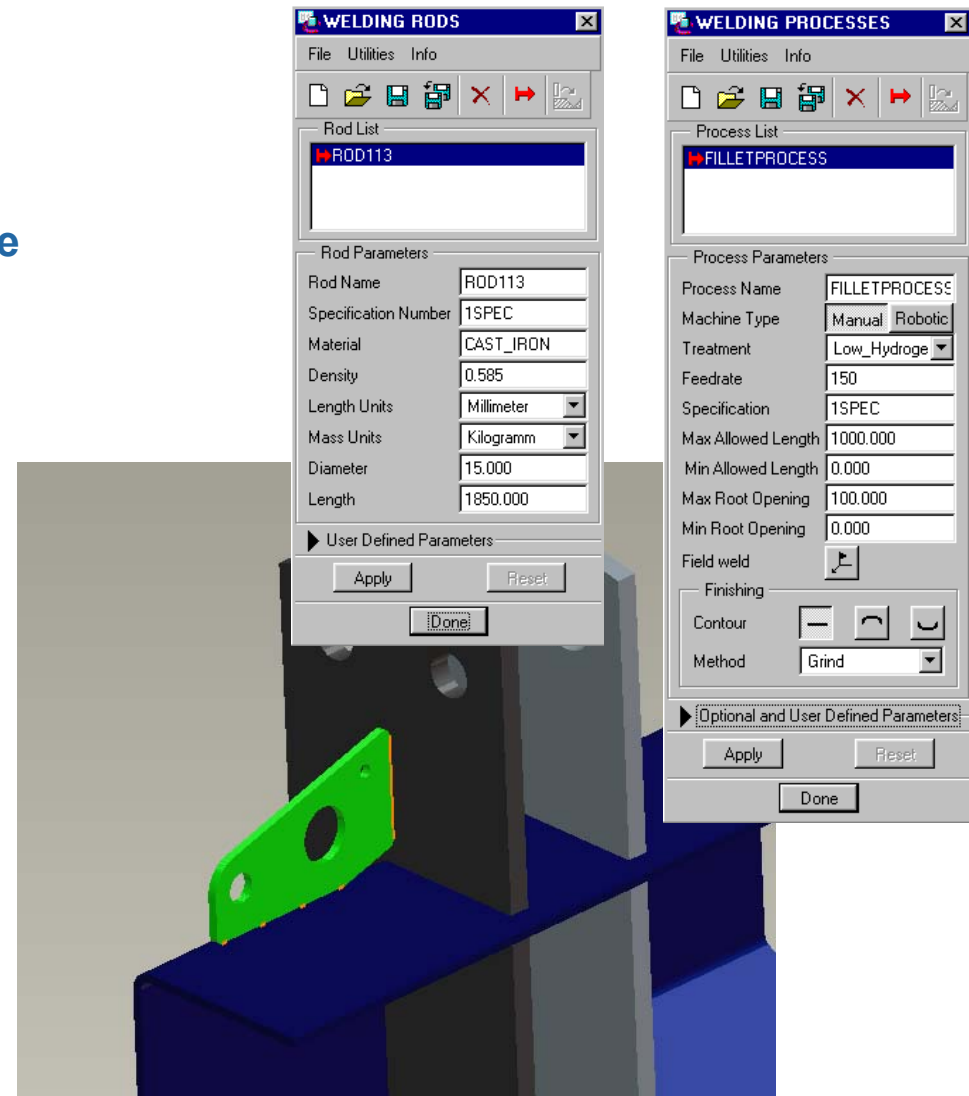 e
WELDING RODS
File Utilities Info
Rod List
ROD113
Rod Parameters
Rod Name ROD113
Specification Number 1SPEC
Material CAST_IRON
Density 0.585
Length Units Millimeter
Mass Units Kilogramm
Diameter 15.000
Length 1850.000
User Defined Parameters
Apply Reset
Done
WELDING PROCESSES
File Utilities Info
Process List
FILLETPROCESS
Process Parameters
Process Name FILLETPROCESS
Machine Type Manual Robotic
Treatment Low_Hydroge
Feedrate 150
Specification 1SPEC
Max Allowed Length 1000.000
Min Allowed Length 0.000
Max Root Opening 100.000
Min Root Opening 0.000
Field weld
Finishing
Contour
Method Grind
Optional and User Defined Parameters
Apply Reset
Done